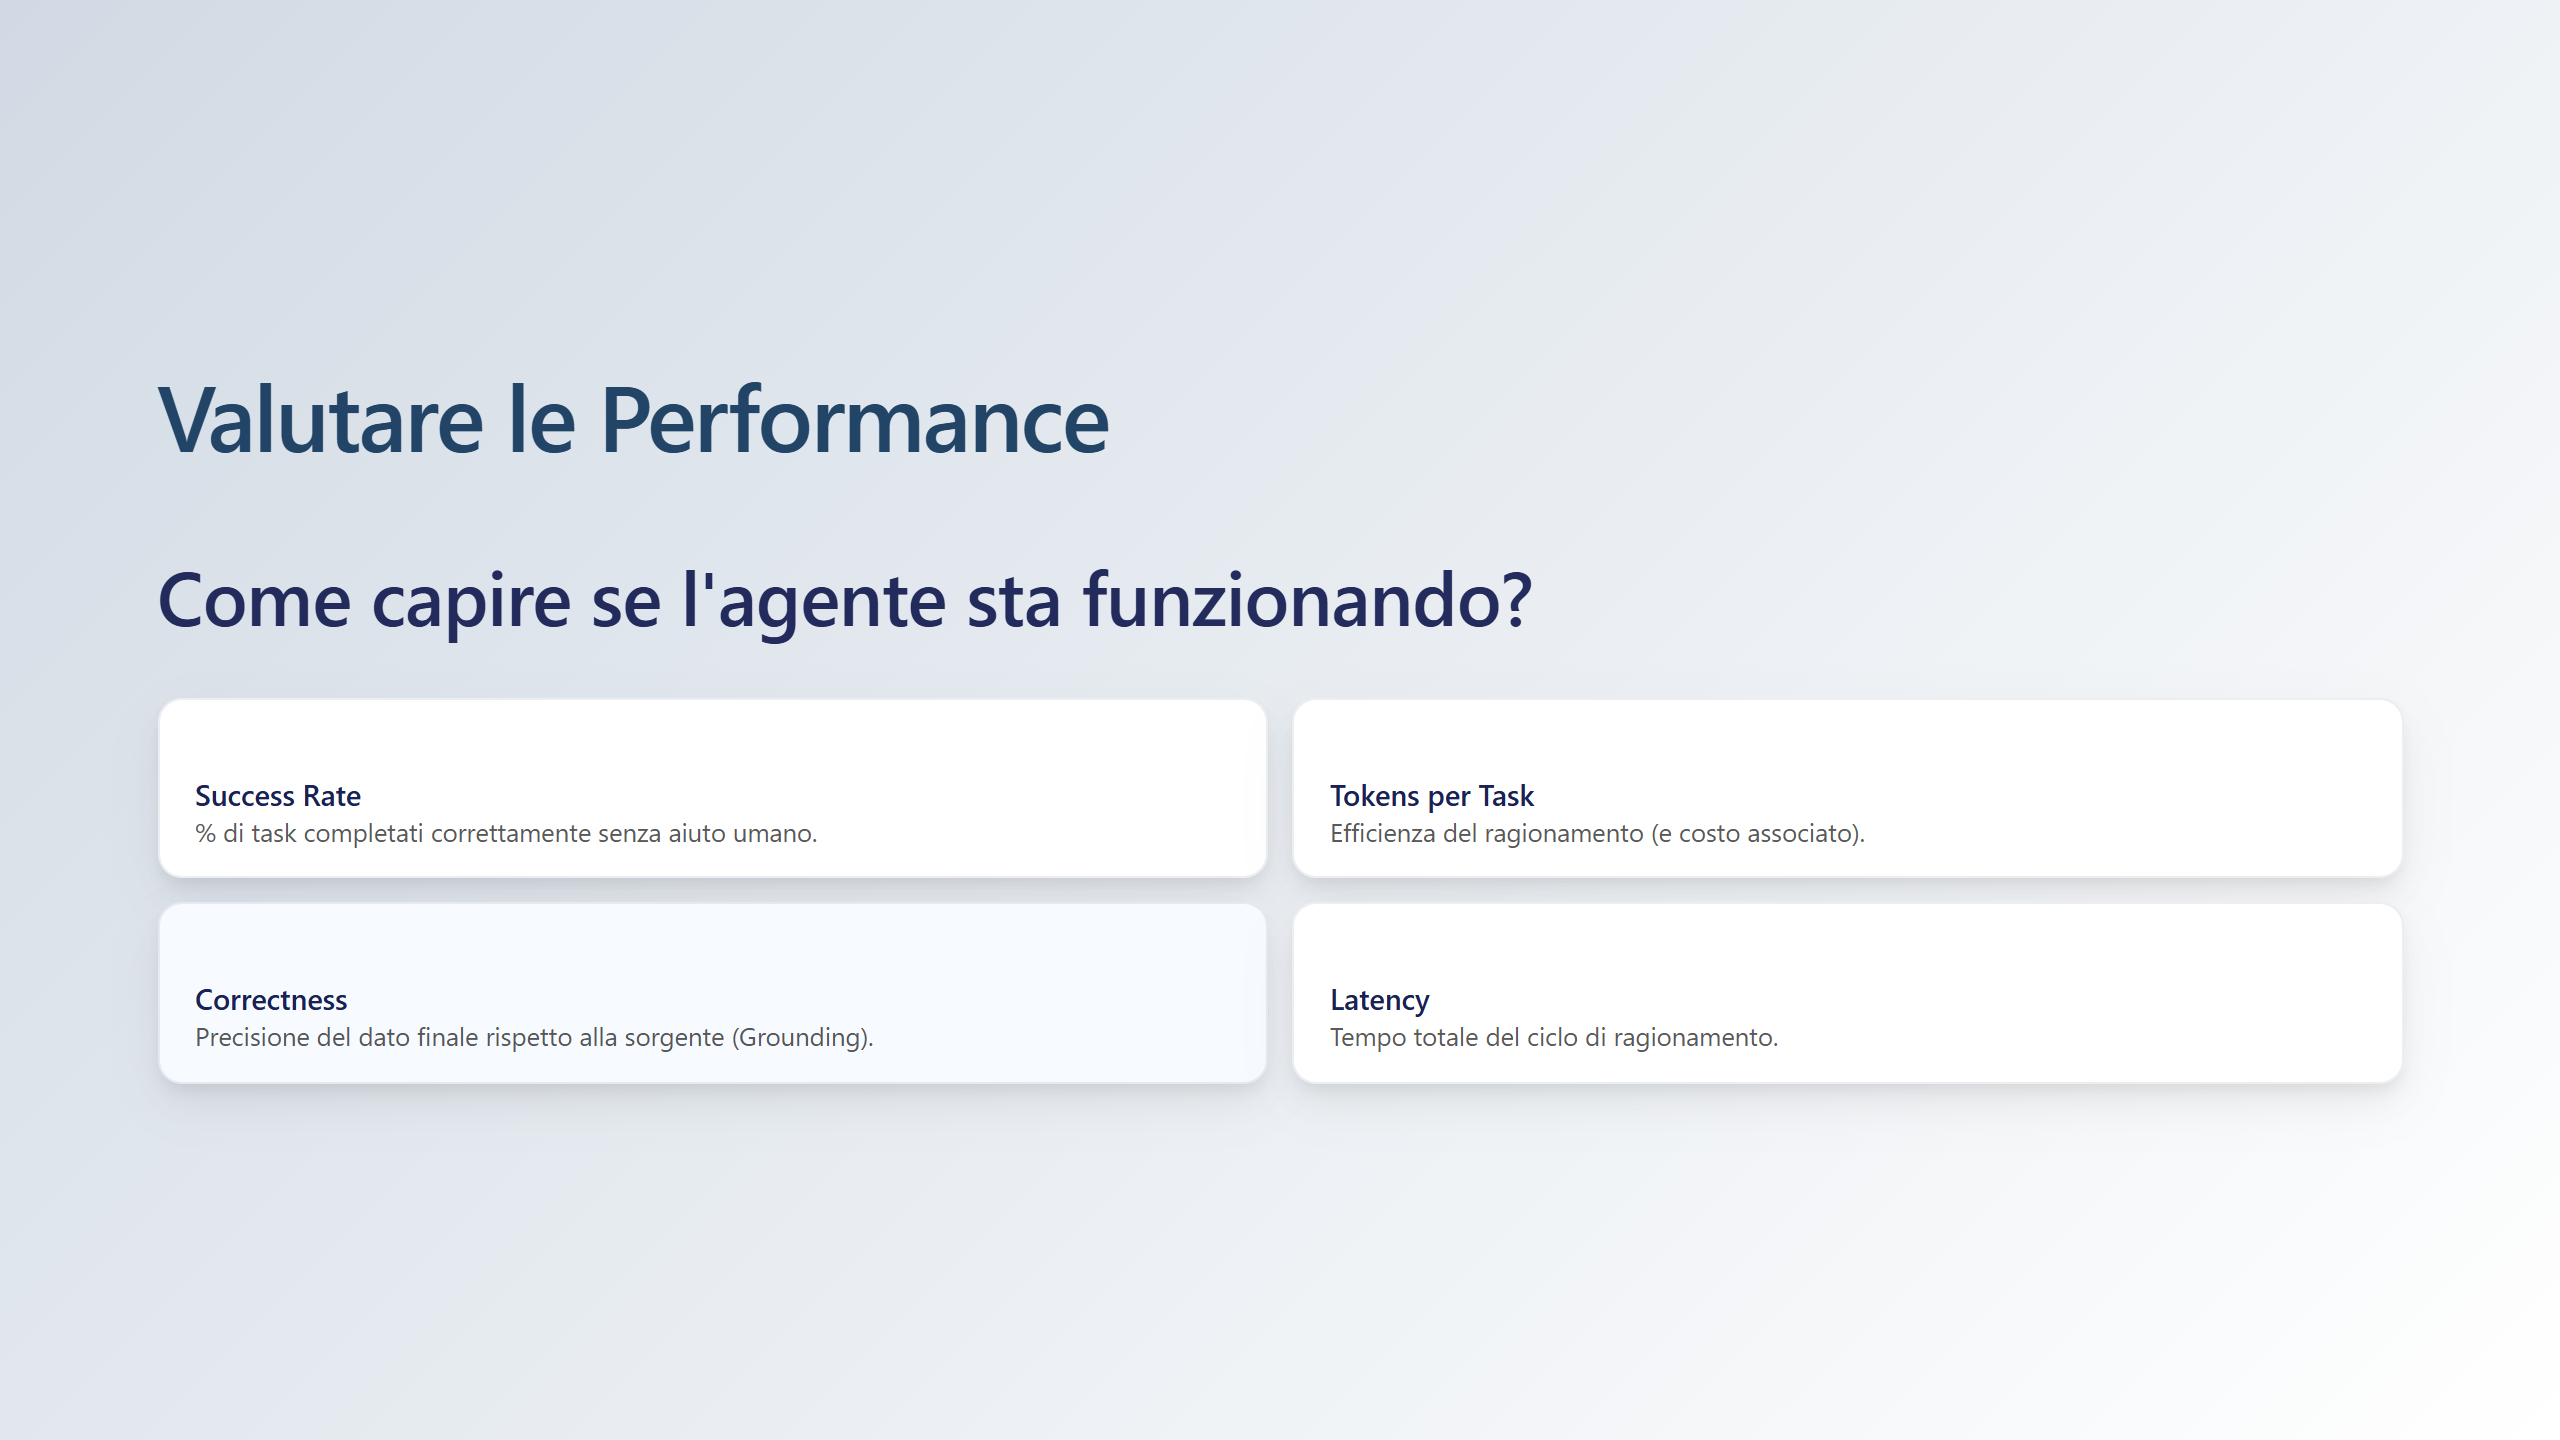 Valutare le Performance
Come capire se l'agente sta funzionando?
Success Rate
% di task completati correttamente senza aiuto umano.
Tokens per Task
Efficienza del ragionamento (e costo associato).
Correctness
Precisione del dato finale rispetto alla sorgente (Grounding).
Latency
Tempo totale del ciclo di ragionamento.